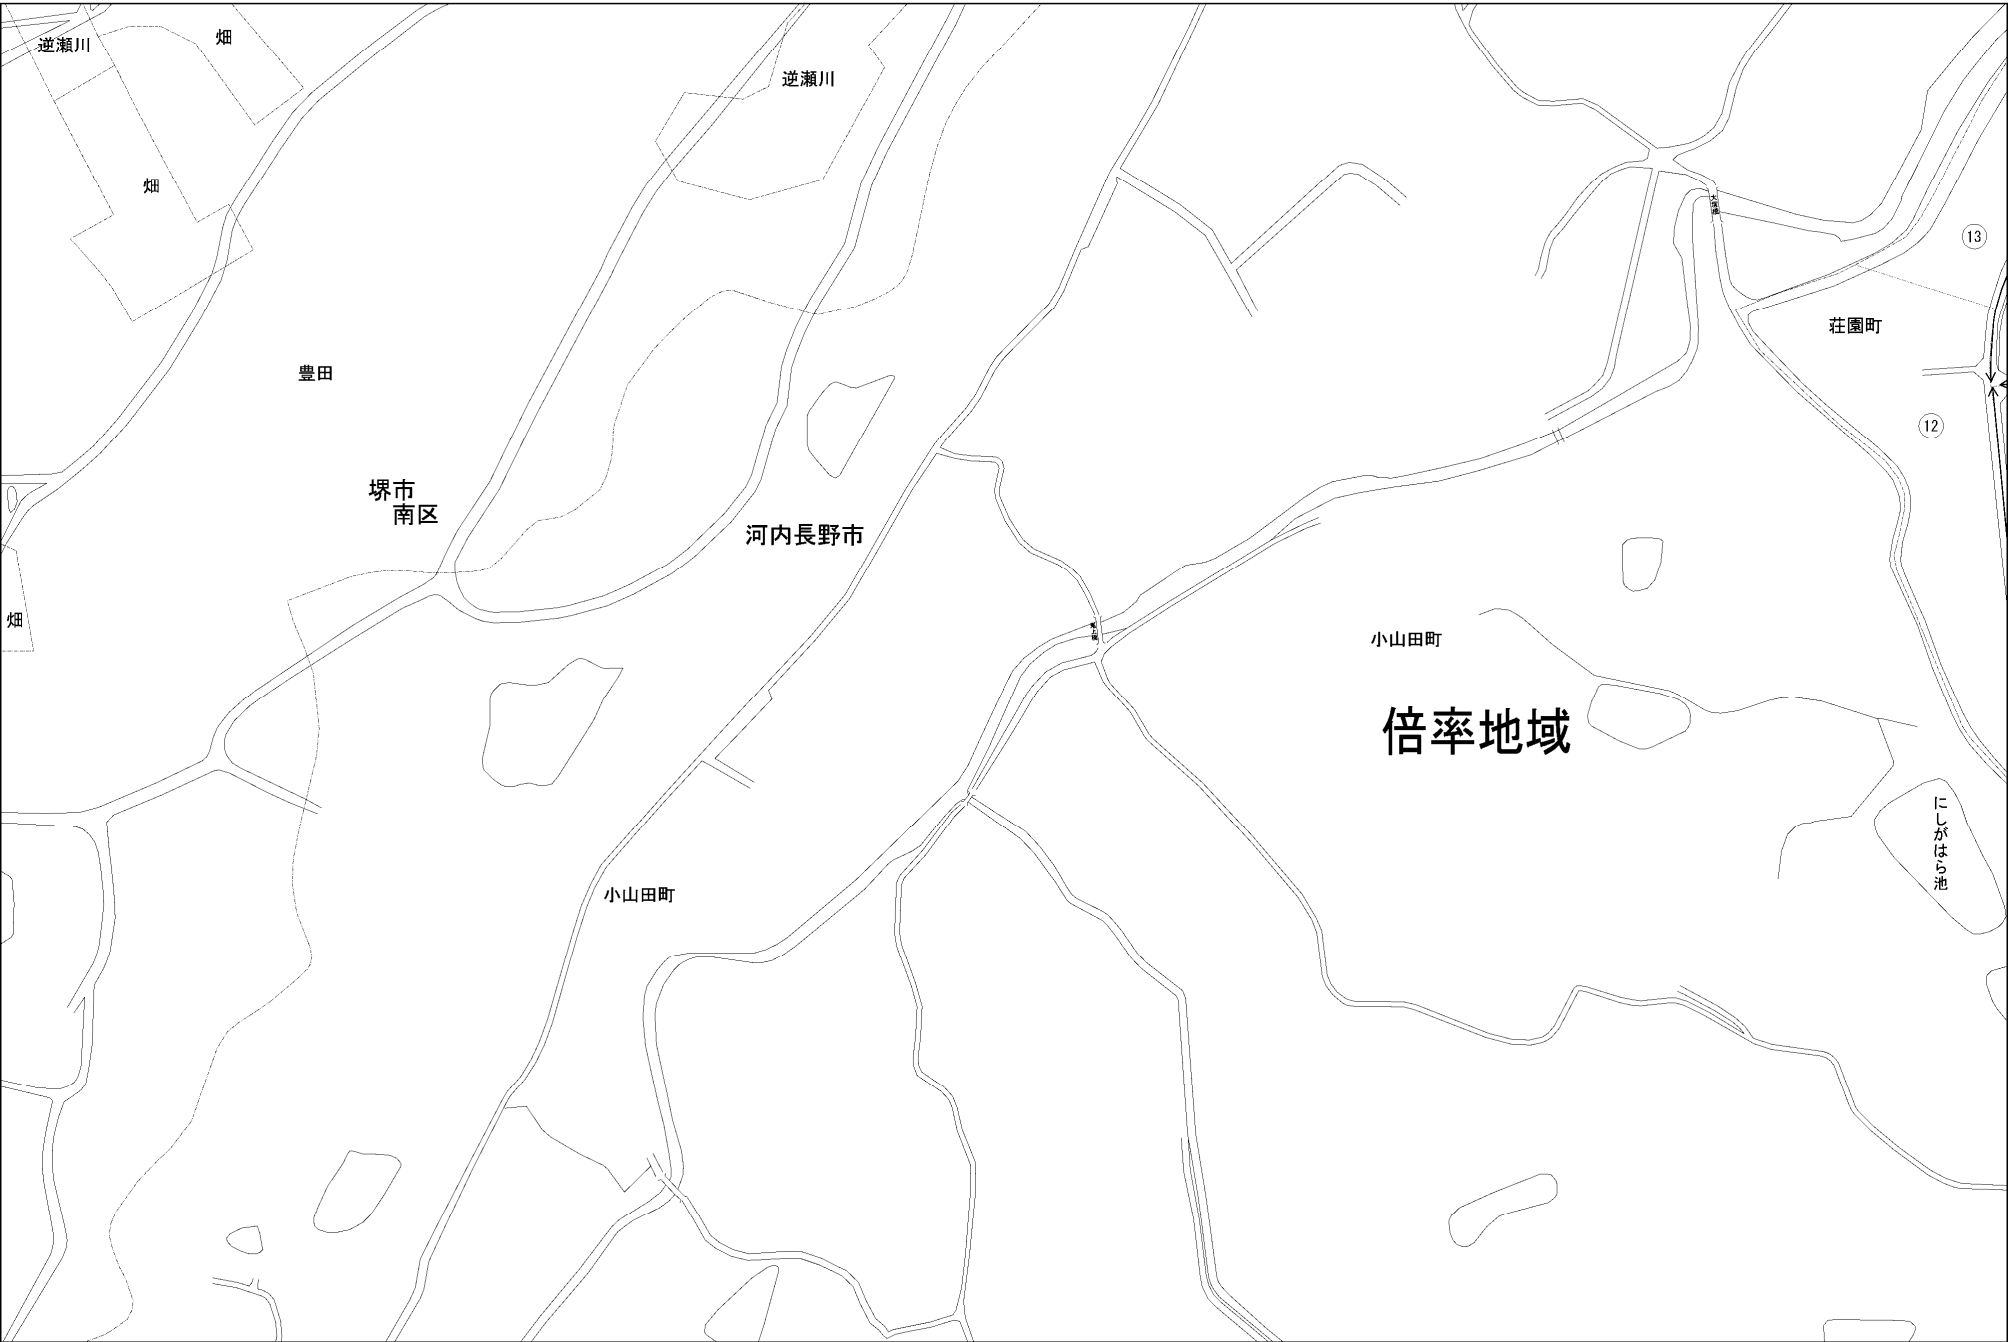 逆瀬川
畑
逆瀬川
畑
13
荘園町
豊田
12
堺市
南区
河内長野市
畑
小山田町
倍率地域
にしがはら池
小山田町